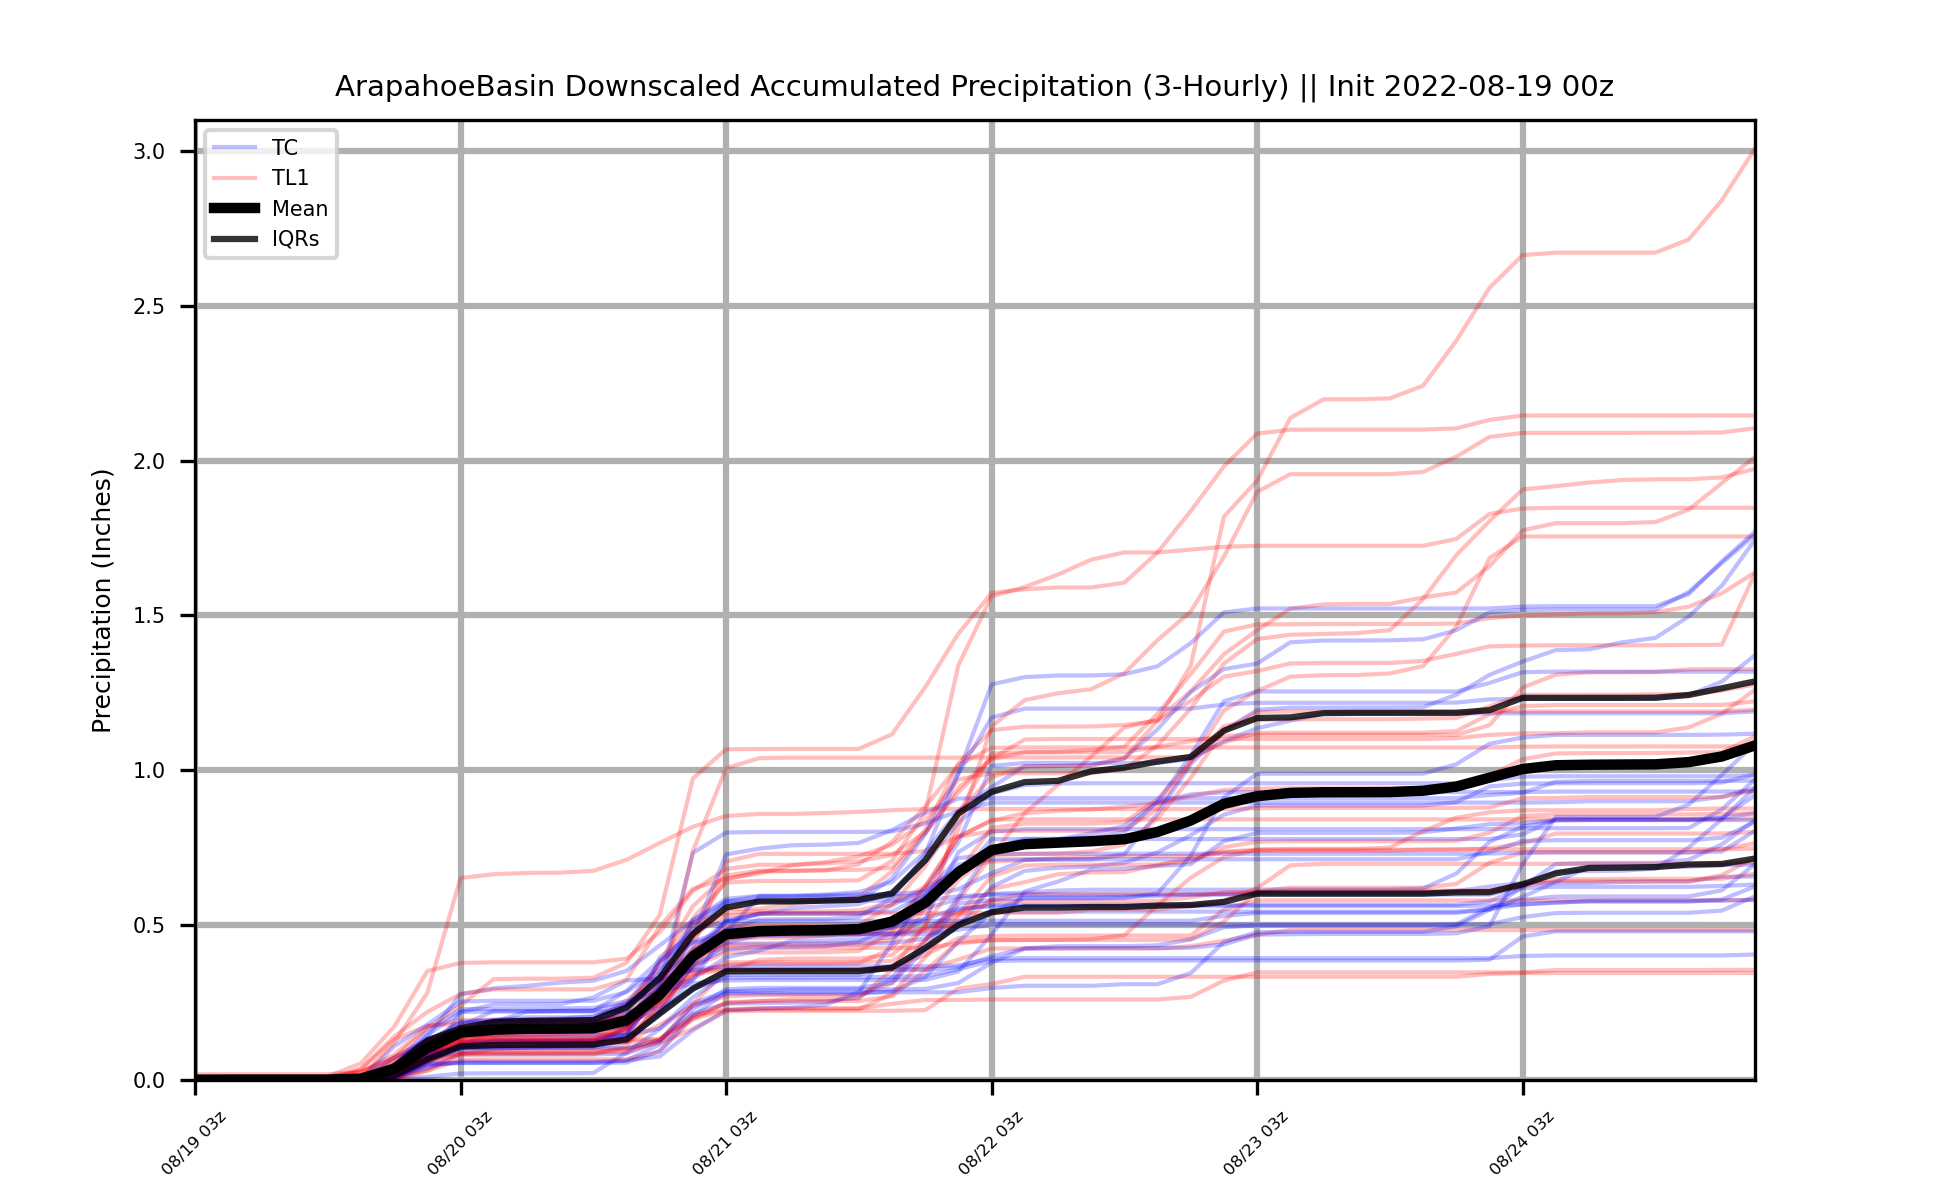 ArapahoeBasin Downscaled Accumulated Precipitation (3-Hourly) || Init 2022-08-19 00z
TC
TL1
Mean
IQRs
Precipitation (Inches)
3.0
2.5
2.0
1.5
1.0
0.5
0.0
08/19 03z
08/20 03z
08/21 03z
08/22 03z
08/23 03z
08/24 03z